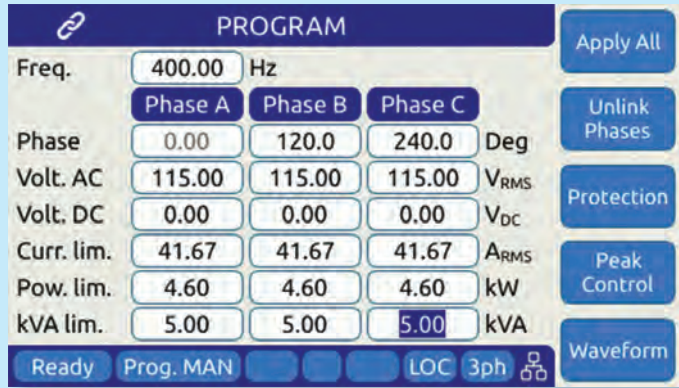 PROGRAM
Freq. 400.00 Hz
Phase A Phase B Phase C
Phase 0.00 120.0 240.0 Deg
Volt. AC 115.00 115.00 115.00 VRMS
Volt. DC 0.00 0.00 0.00 VDC
Curr. lim. 41.67 41.67 41.67 ARMS
Pow. lim. 4.60 4.60 4.60 kW
kVA lim. 5.00 5.00 5.00 kVA
Ready Prog. MAN LOC 3ph
Apply All
Unlink
Phases
Protection
Peak
Control
Waveform